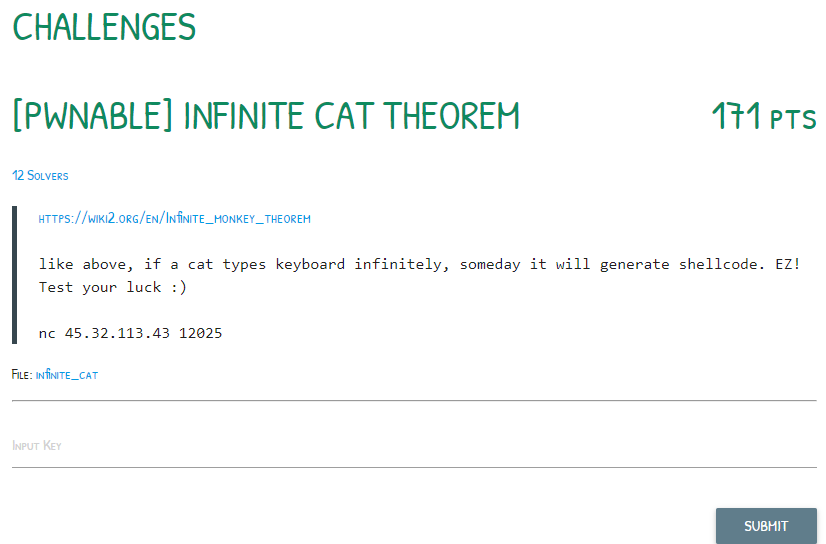 CHALLENGES
[PWNABLE] INFINITE CAT THEOREM
171 PTS
12 SOLVERS
HTTPS://WIKI2.ORG/EN/INFINITE_MONKEY_THEOREM
like above, if a cat types keyboard infinitely, someday it will generate shellcode. EZ!
Test your luck :)
nc 45.32.113.43 12025
FILE: INFINITE_CAT
INPUT KEY
SUBMIT